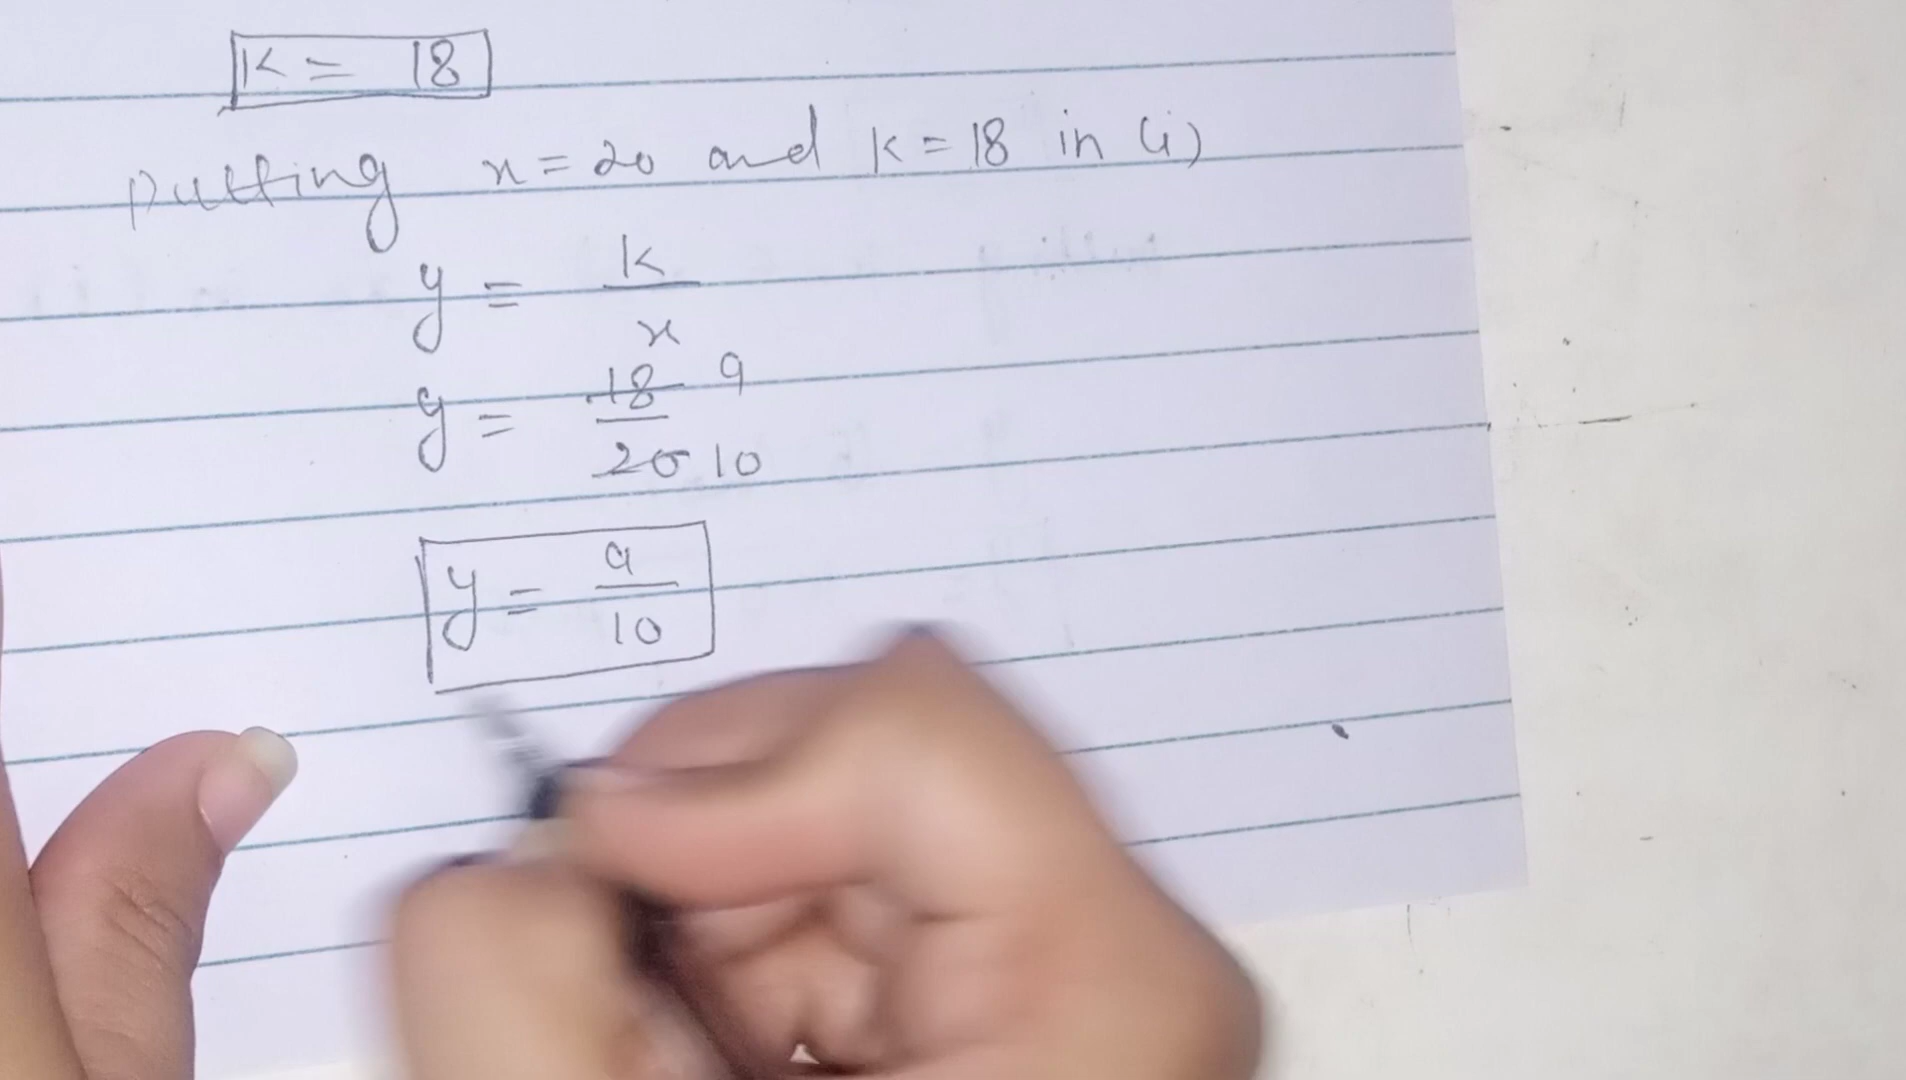 K = 18
Putting x = 20 and K = 18 in (i)
y = K / x
y = 18 / 20 9 / 10
y = 9 / 10